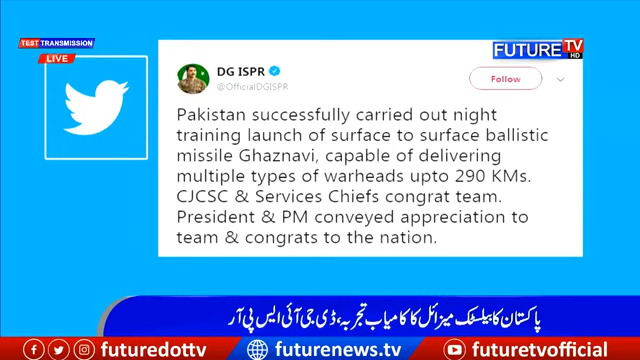 TEST TRANSMISSION
LIVE
FUTURE TV
HD
DG ISPR
@OfficialDGISPR
Follow
Pakistan successfully carried out night
training launch of surface to surface ballistic
missile Ghaznavi, capable of delivering
multiple types of warheads upto 290 KMs.
CJCSC & Services Chiefs congrat team.
President & PM conveyed appreciation to
team & congrats to the nation.
پاکستان کا بیلسٹک میزائل کا کامیاب تجربہ، ڈی جی آئی ایس پی آر
futuredottv
futurenews.tv
futuretvofficial